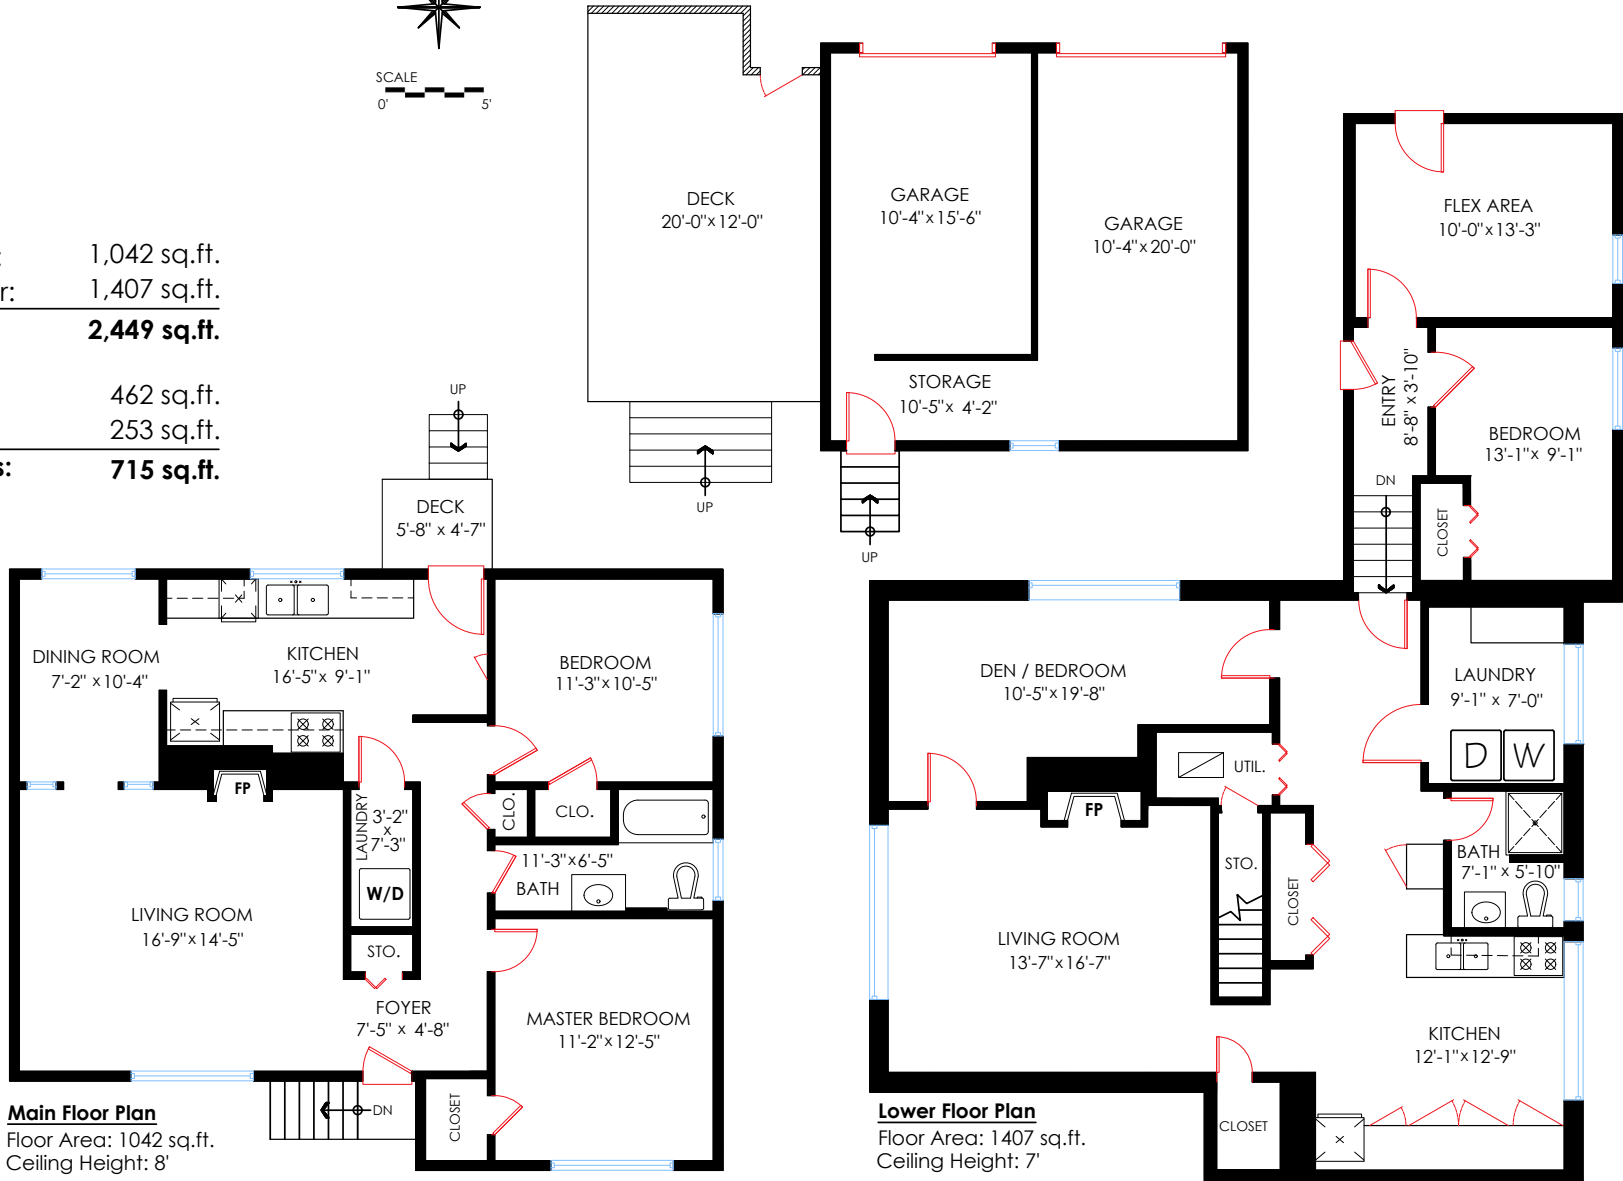 SCALE
0' 5'
: 1,042 sq.ft.
r: 1,407 sq.ft.
2,449 sq.ft.
462 sq.ft.
253 sq.ft.
s: 715 sq.ft.
DECK
20'-0"x12'-0"
UP
GARAGE
10'-4"x15'-6"
GARAGE
10'-4"x20'-0"
STORAGE
10'-5"x 4'-2"
UP
FLEX AREA
10'-0"x13'-3"
ENTRY
8'-8" x 3'-10"
BEDROOM
13'-1"x 9'-1"
DN
CLOSET
UP
DECK
5'-8" x 4'-7"
DINING ROOM
7'-2" x10'-4"
KITCHEN
16'-5"x 9'-1"
BEDROOM
11'-3"x10'-5"
FP
LAUNDRY
3'-2"
x
7'-3"
W/D
CLO.
CLO.
11'-3"x6'-5"
BATH
LIVING ROOM
16'-9"x14'-5"
STO.
FOYER
7'-5" x 4'-8"
MASTER BEDROOM
11'-2"x12'-5"
DN
CLOSET
Main Floor Plan
Floor Area: 1042 sq.ft.
Ceiling Height: 8'
DEN / BEDROOM
10'-5"x19'-8"
LAUNDRY
9'-1" x 7'-0"
D W
UTIL.
FP
STO.
CLOSET
BATH
7'-1" x 5'-10"
LIVING ROOM
13'-7"x16'-7"
KITCHEN
12'-1"x12'-9"
CLOSET
Lower Floor Plan
Floor Area: 1407 sq.ft.
Ceiling Height: 7'